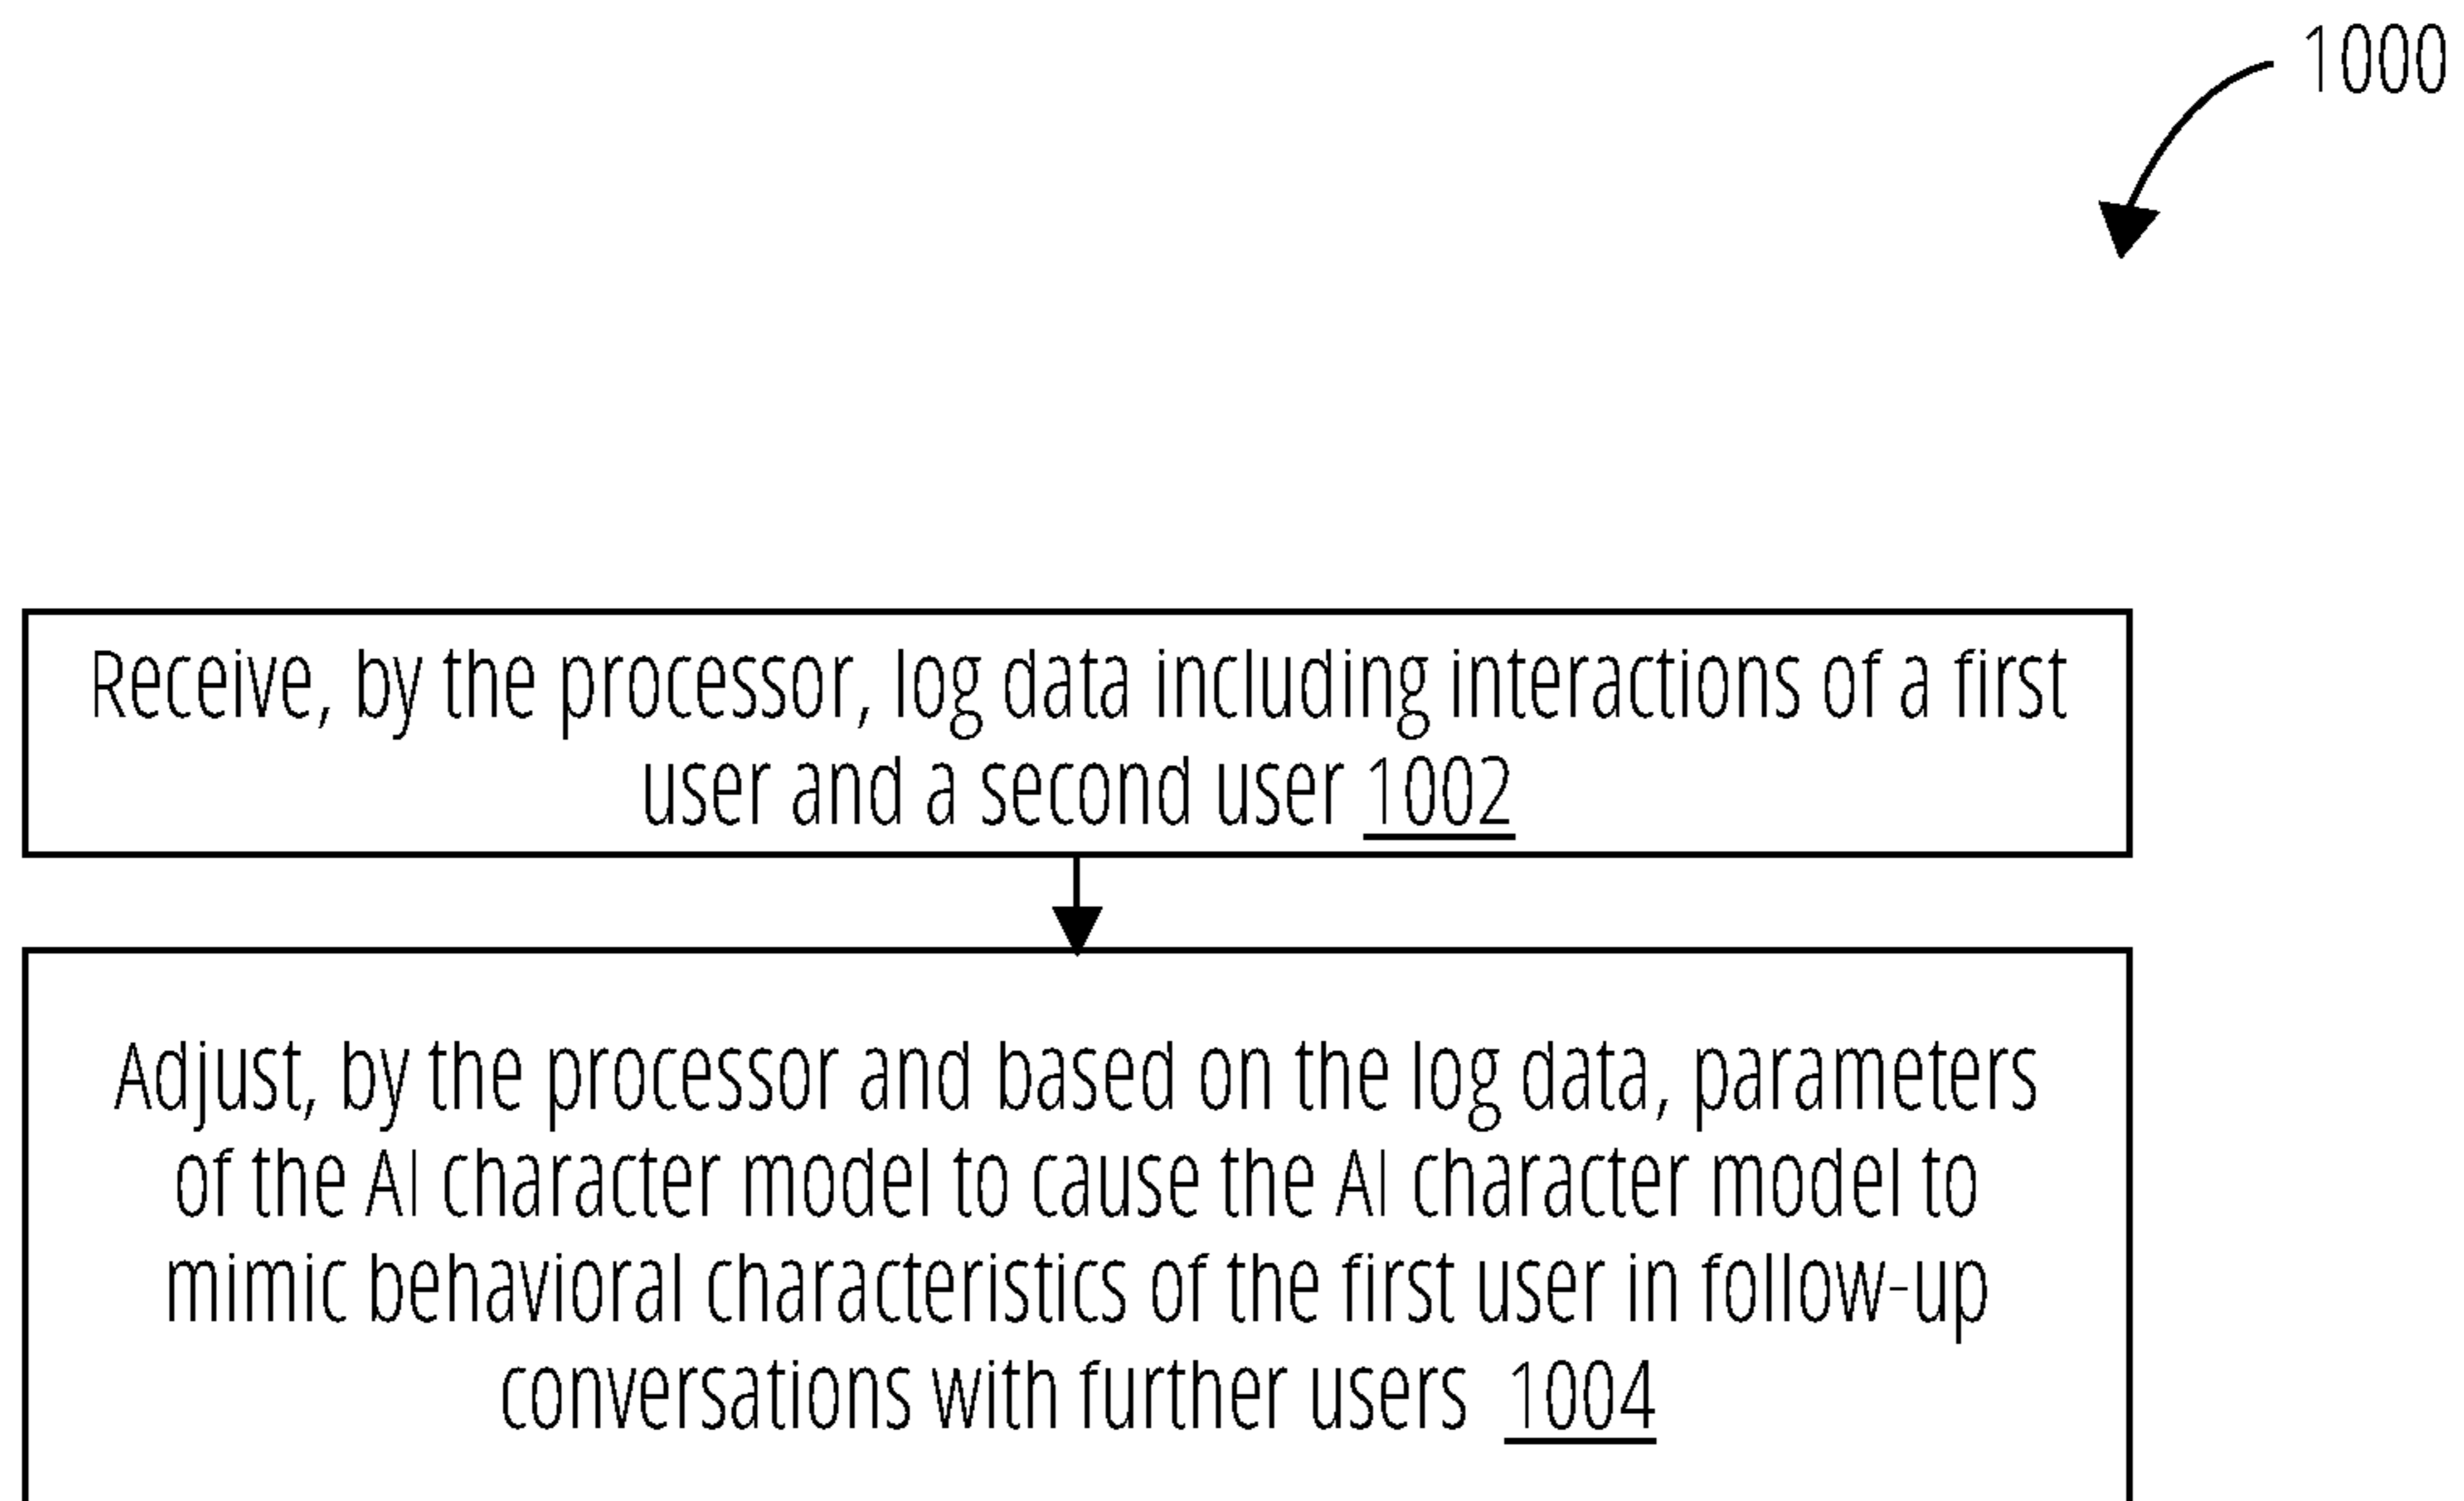 1000
Receive, by the processor, log data including interactions of a first
user and a second user 1002
Adjust, by the processor and based on the log data, parameters
of the AI character model to cause the AI character model to
mimic behavioral characteristics of the first user in follow-up
conversations with further users 1004